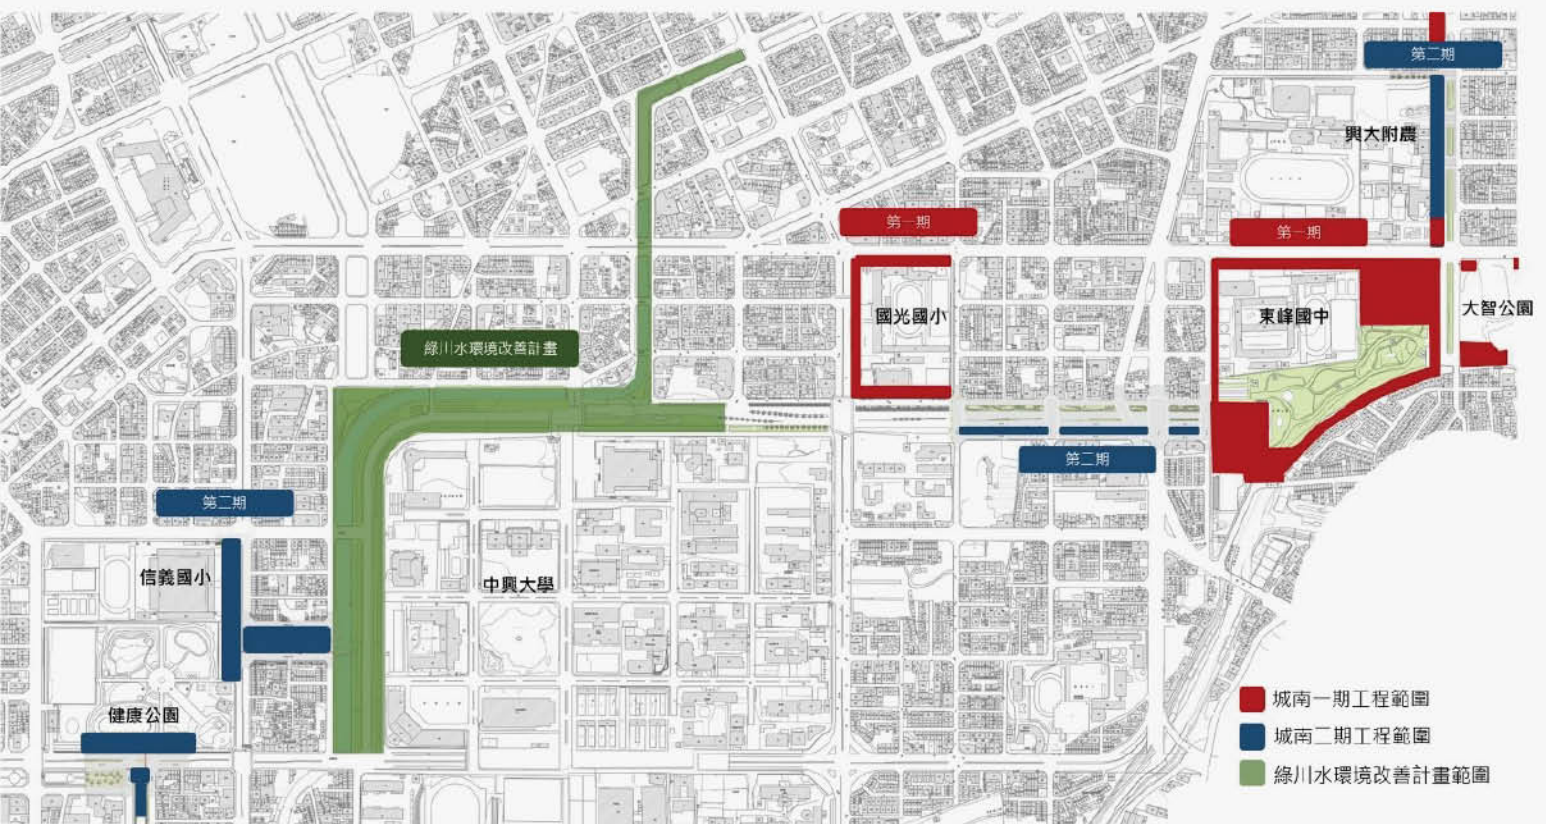 第二期
興大附農
第一期
第一期
大智公園
國光國小
東峰國中
綠川水環境改善計畫
第二期
第二期
信義國小
中興大學
健康公園
城南一期工程範圍
城南二期工程範圍
綠川水環境改善計畫範圍